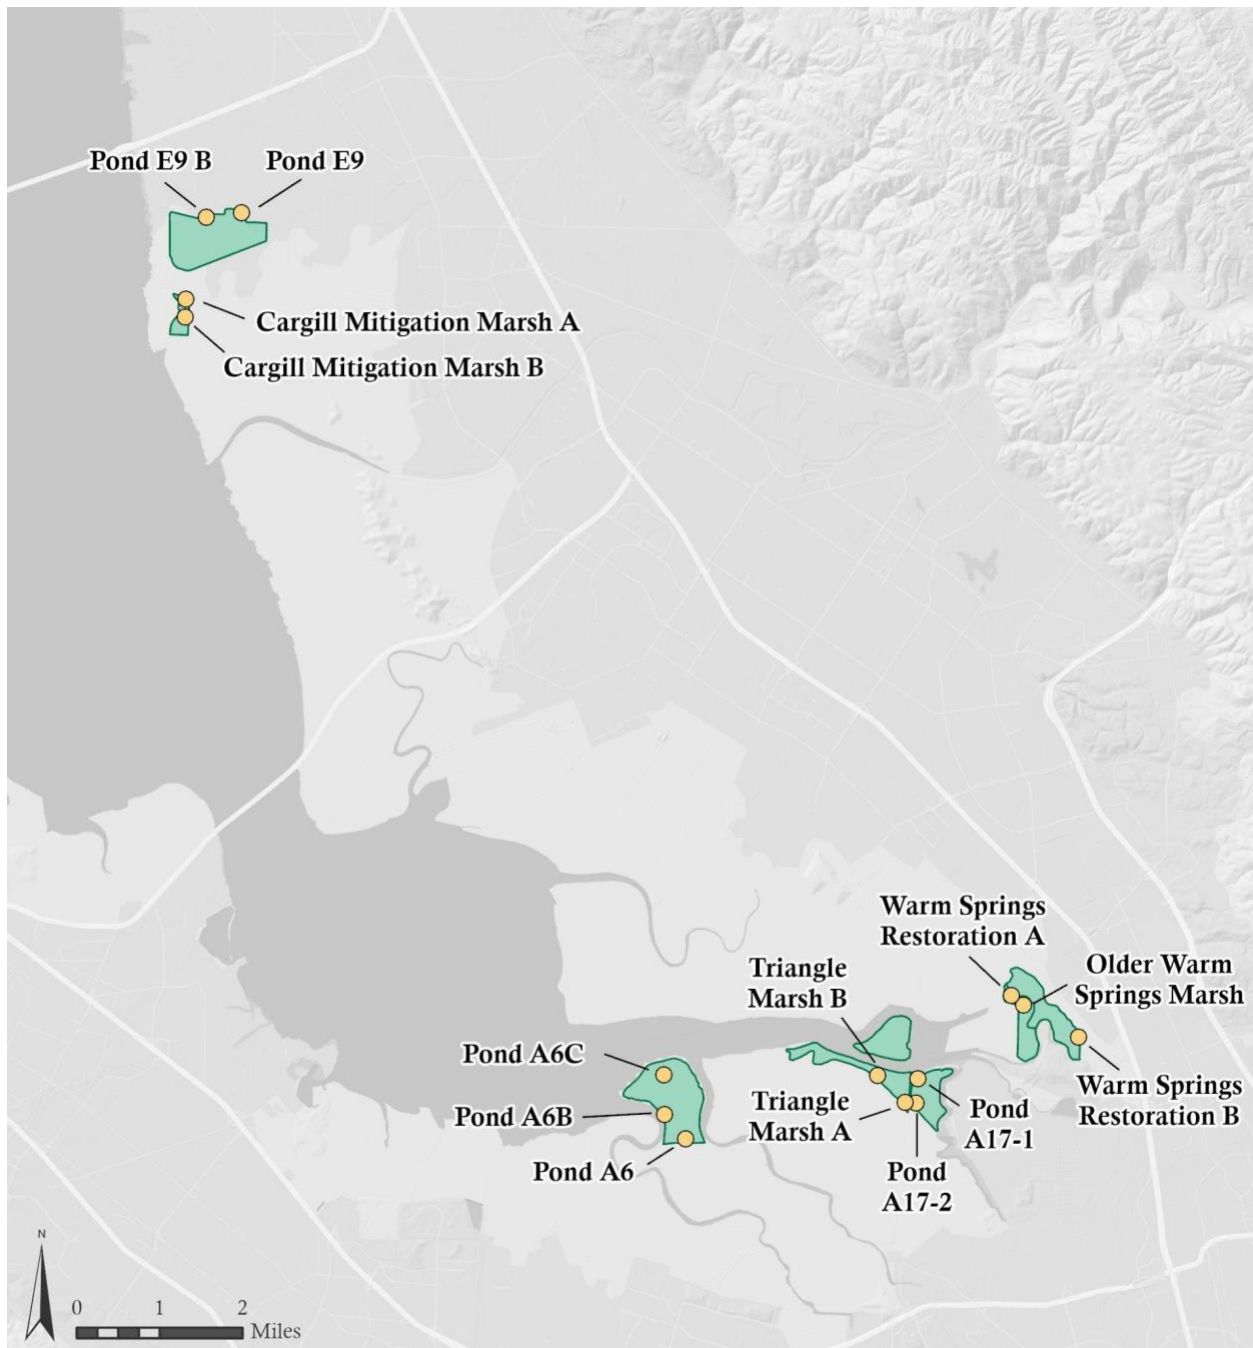 Pond E9 B
Pond E9
Cargill Mitigation Marsh A
Cargill Mitigation Marsh B
Warm Springs
Restoration A
Triangle
Marsh B
Older Warm
Springs Marsh
Pond A6C
Pond A6B
Pond A6
Triangle
Marsh A
Pond
A17-1
Warm Springs
Restoration B
Pond
A17-2
N
0 1 2
Miles